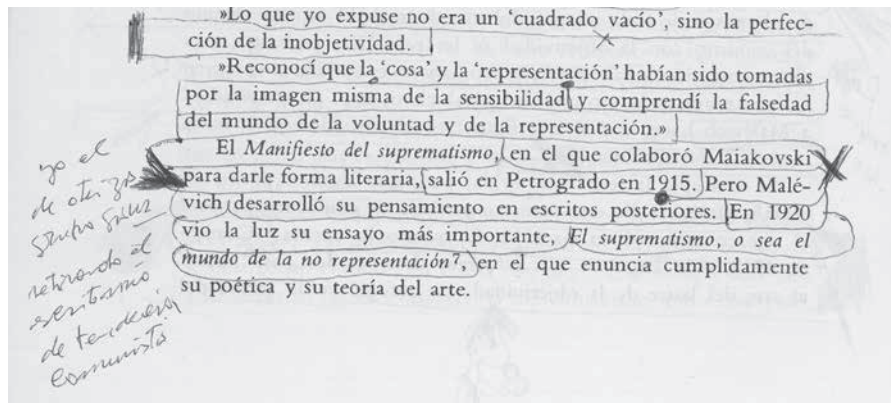 »Lo que yo expuse no era un ‘cuadrado vacío’, sino la perfec-
ción de la inobjetividad.
»Reconocí que la ‘cosa’ y la ‘representación’ habían sido tomadas
por la imagen misma de la sensibilidad y comprendí la falsedad
del mundo de la voluntad y de la representación.»
El Manifiesto del suprematismo, en el que colaboró Maiakovski
para darle forma literaria, salió en Petrogrado en 1915. Pero Malé-
vich desarrolló su pensamiento en escritos posteriores. En 1920
vio la luz su ensayo más importante, El suprematismo, o sea el
mundo de la no representación⁷, en el que enuncia cumplidamente
su poética y su teoría del arte.
yo el
de
retirando el
de tendencia
comunista